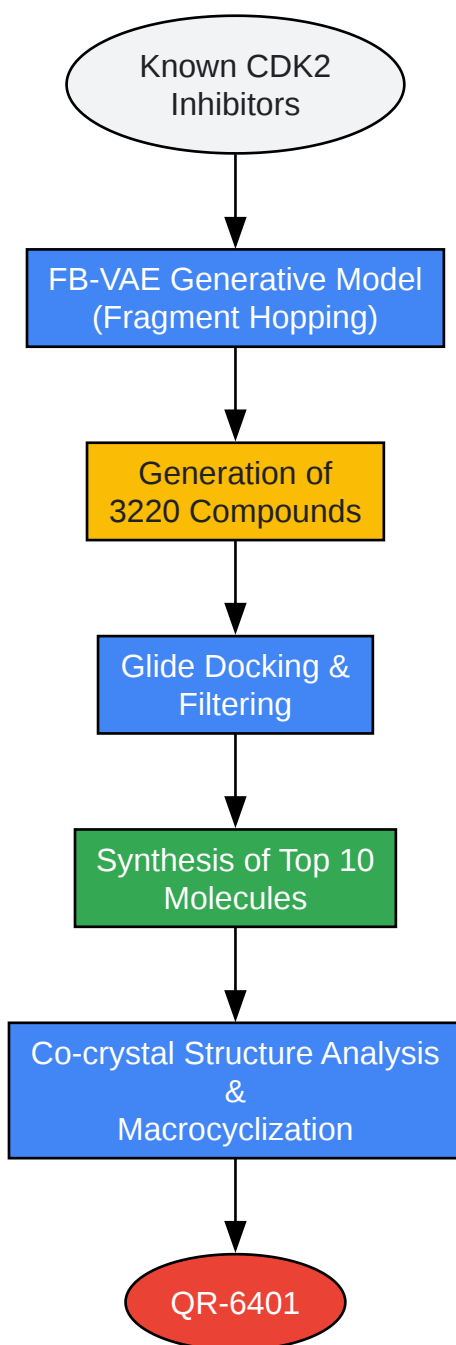 Known CDK2
Inhibitors
FB-VAE Generative Model
(Fragment Hopping)
Generation of
3220 Compounds
Glide Docking &
Filtering
Synthesis of Top 10
Molecules
Co-crystal Structure Analysis
&
Macrocyclization
QR-6401